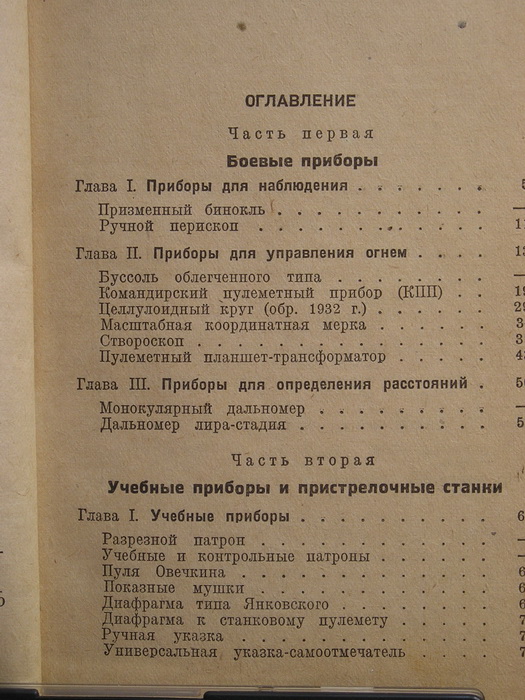 ОГЛАВЛЕНИЕ
Часть первая
Боевые приборы
Глава I. Приборы для наблюдения . . . . . . .
Призменный бинокль . . . . . . . . . . —
Ручной перископ . . . . . . . . . . .
Глава II. Приборы для управления огнем . . . .
Буссоль облегченного типа . . . . . . . . —
Командирский пулеметный прибор (КПП) . .
Целлулоидный круг (обр. 1932 г.) . . . . . .
Масштабная координатная мерка . . . . .
Створоскоп . . . . . . . . . . . . .
Пулеметный планшет-трансформатор . . . . .
Глава III. Приборы для определения расстояний .
Монокулярный дальномер . . . . . . . . —
Дальномер лира-стадия . . . . . . . . .
Часть вторая
Учебные приборы и пристрелочные станки
Глава I. Учебные приборы . . . . . . . . . .
Разрезной патрон . . . . . . . . . . . —
Учебные и контрольные патроны . . . . . . —
Пуля Овечкина . . . . . . . . . . . .
Показные мушки . . . . . . . . . . .
Диафрагма типа Янковского . . . . . . .
Диафрагма к станковому пулемету . . . . .
Ручная указка . . . . . . . . . . . .
Универсальная указка-самоотмечатель . . . .